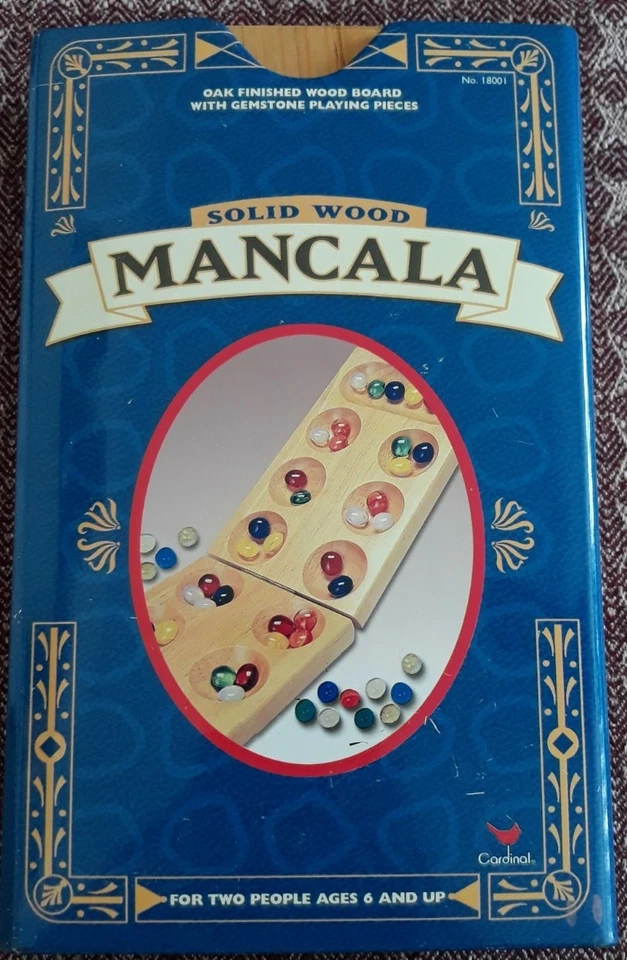 No. 18001
OAK FINISHED WOOD BOARD
WITH GEMSTONE PLAYING PIECES
SOLID WOOD
MANCALA
Cardinal®
FOR TWO PEOPLE AGES 6 AND UP